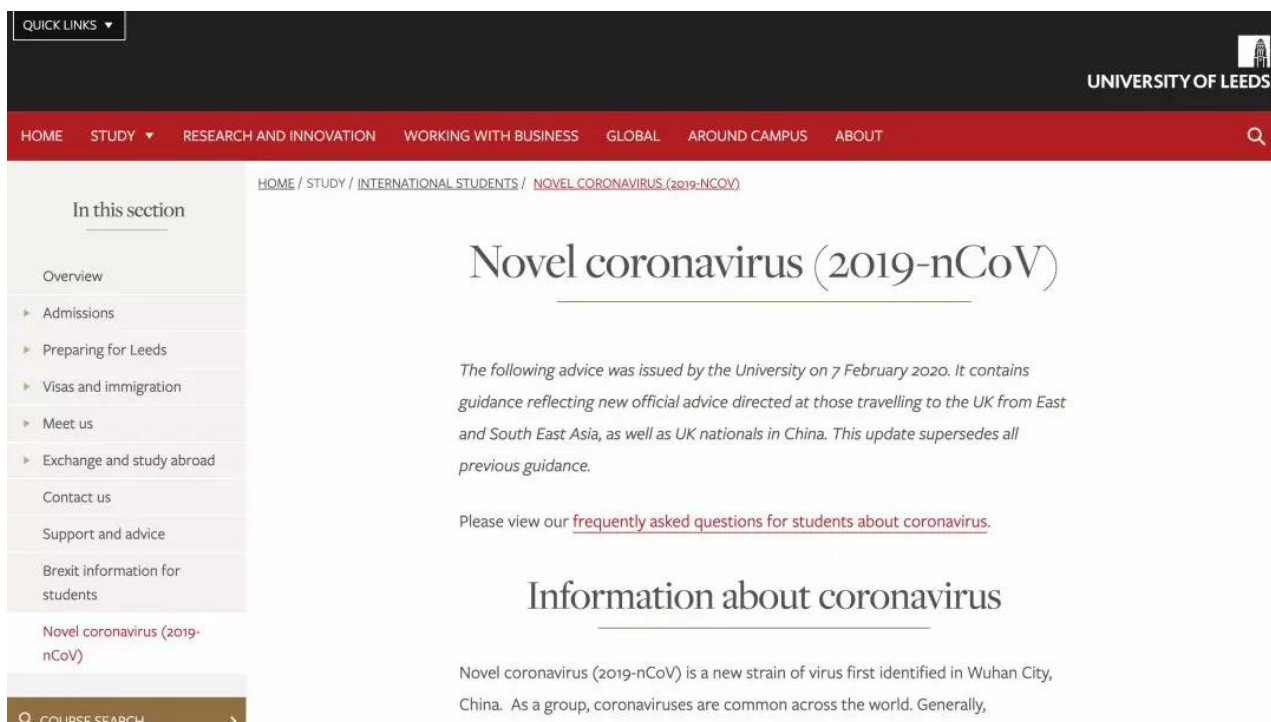 QUICK LINKS
UNIVERSITY OF LEEDS
HOME STUDY RESEARCH AND INNOVATION WORKING WITH BUSINESS GLOBAL AROUND CAMPUS ABOUT
HOME / STUDY / INTERNATIONAL STUDENTS / NOVEL CORONAVIRUS (2019-NCOV)
In this section
Overview
Admissions
Preparing for Leeds
Visas and immigration
Meet us
Exchange and study abroad
Contact us
Support and advice
Brexit information for
students
Novel coronavirus (2019-
nCoV)
COURSE SEARCH
Novel coronavirus (2019-nCoV)
The following advice was issued by the University on 7 February 2020. It contains
guidance reflecting new official advice directed at those travelling to the UK from East
and South East Asia, as well as UK nationals in China. This update supersedes all
previous guidance.
Please view our frequently asked questions for students about coronavirus.
Information about coronavirus
Novel coronavirus (2019-nCoV) is a new strain of virus first identified in Wuhan City,
China. As a group, coronaviruses are common across the world. Generally,